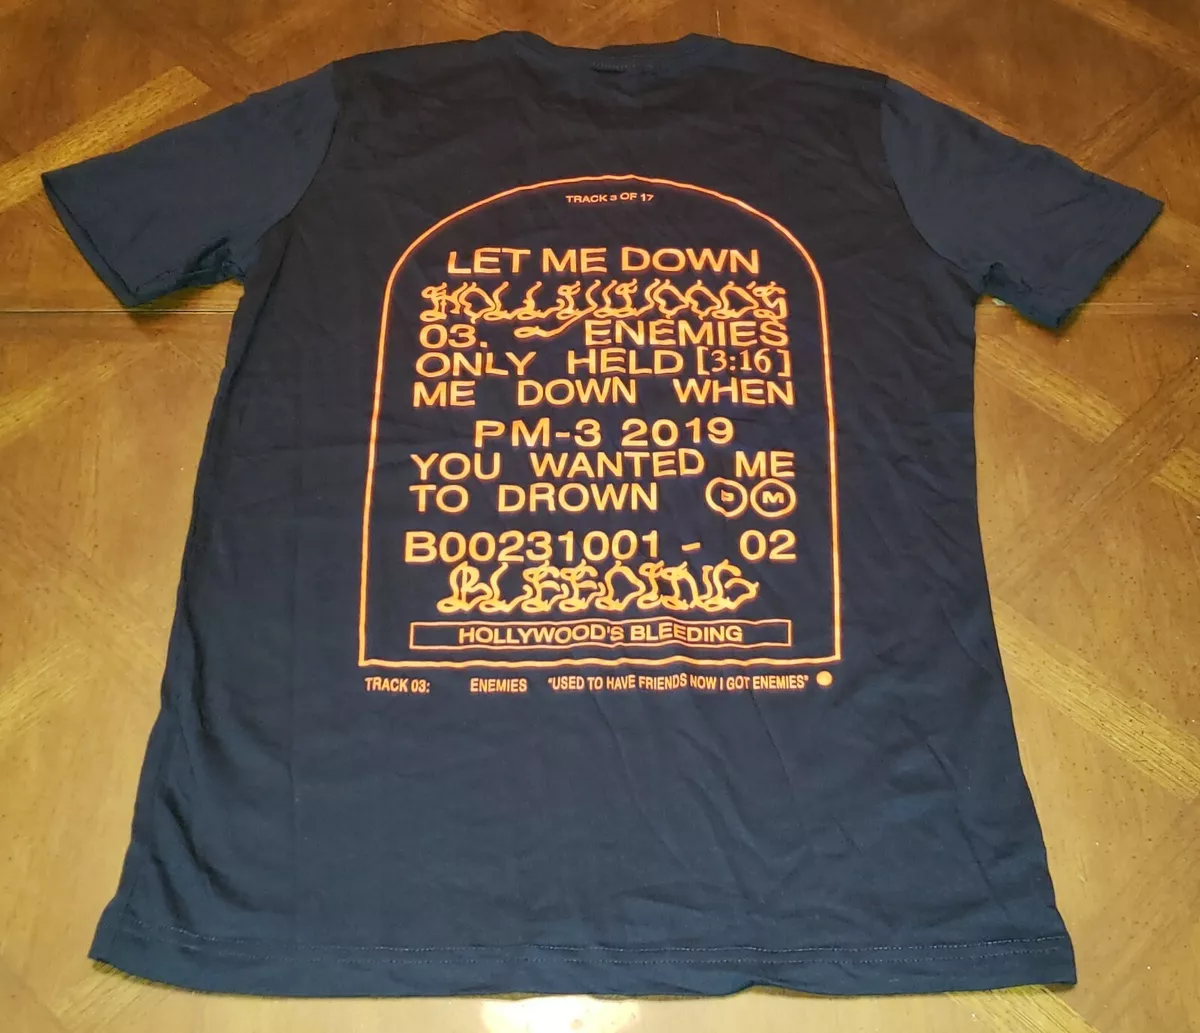 TRACK 3 OF 17
LET ME DOWN
HOLLYWOODS
03. ENEMIES
ONLY HELD [3:16]
ME DOWN WHEN
PM-3 2019
YOU WANTED ME
TO DROWN J M
B00231001 - 02
BLEEDING
HOLLYWOOD'S BLEEDING
TRACK 03: ENEMIES "USED TO HAVE FRIENDS NOW I GOT ENEMIES"